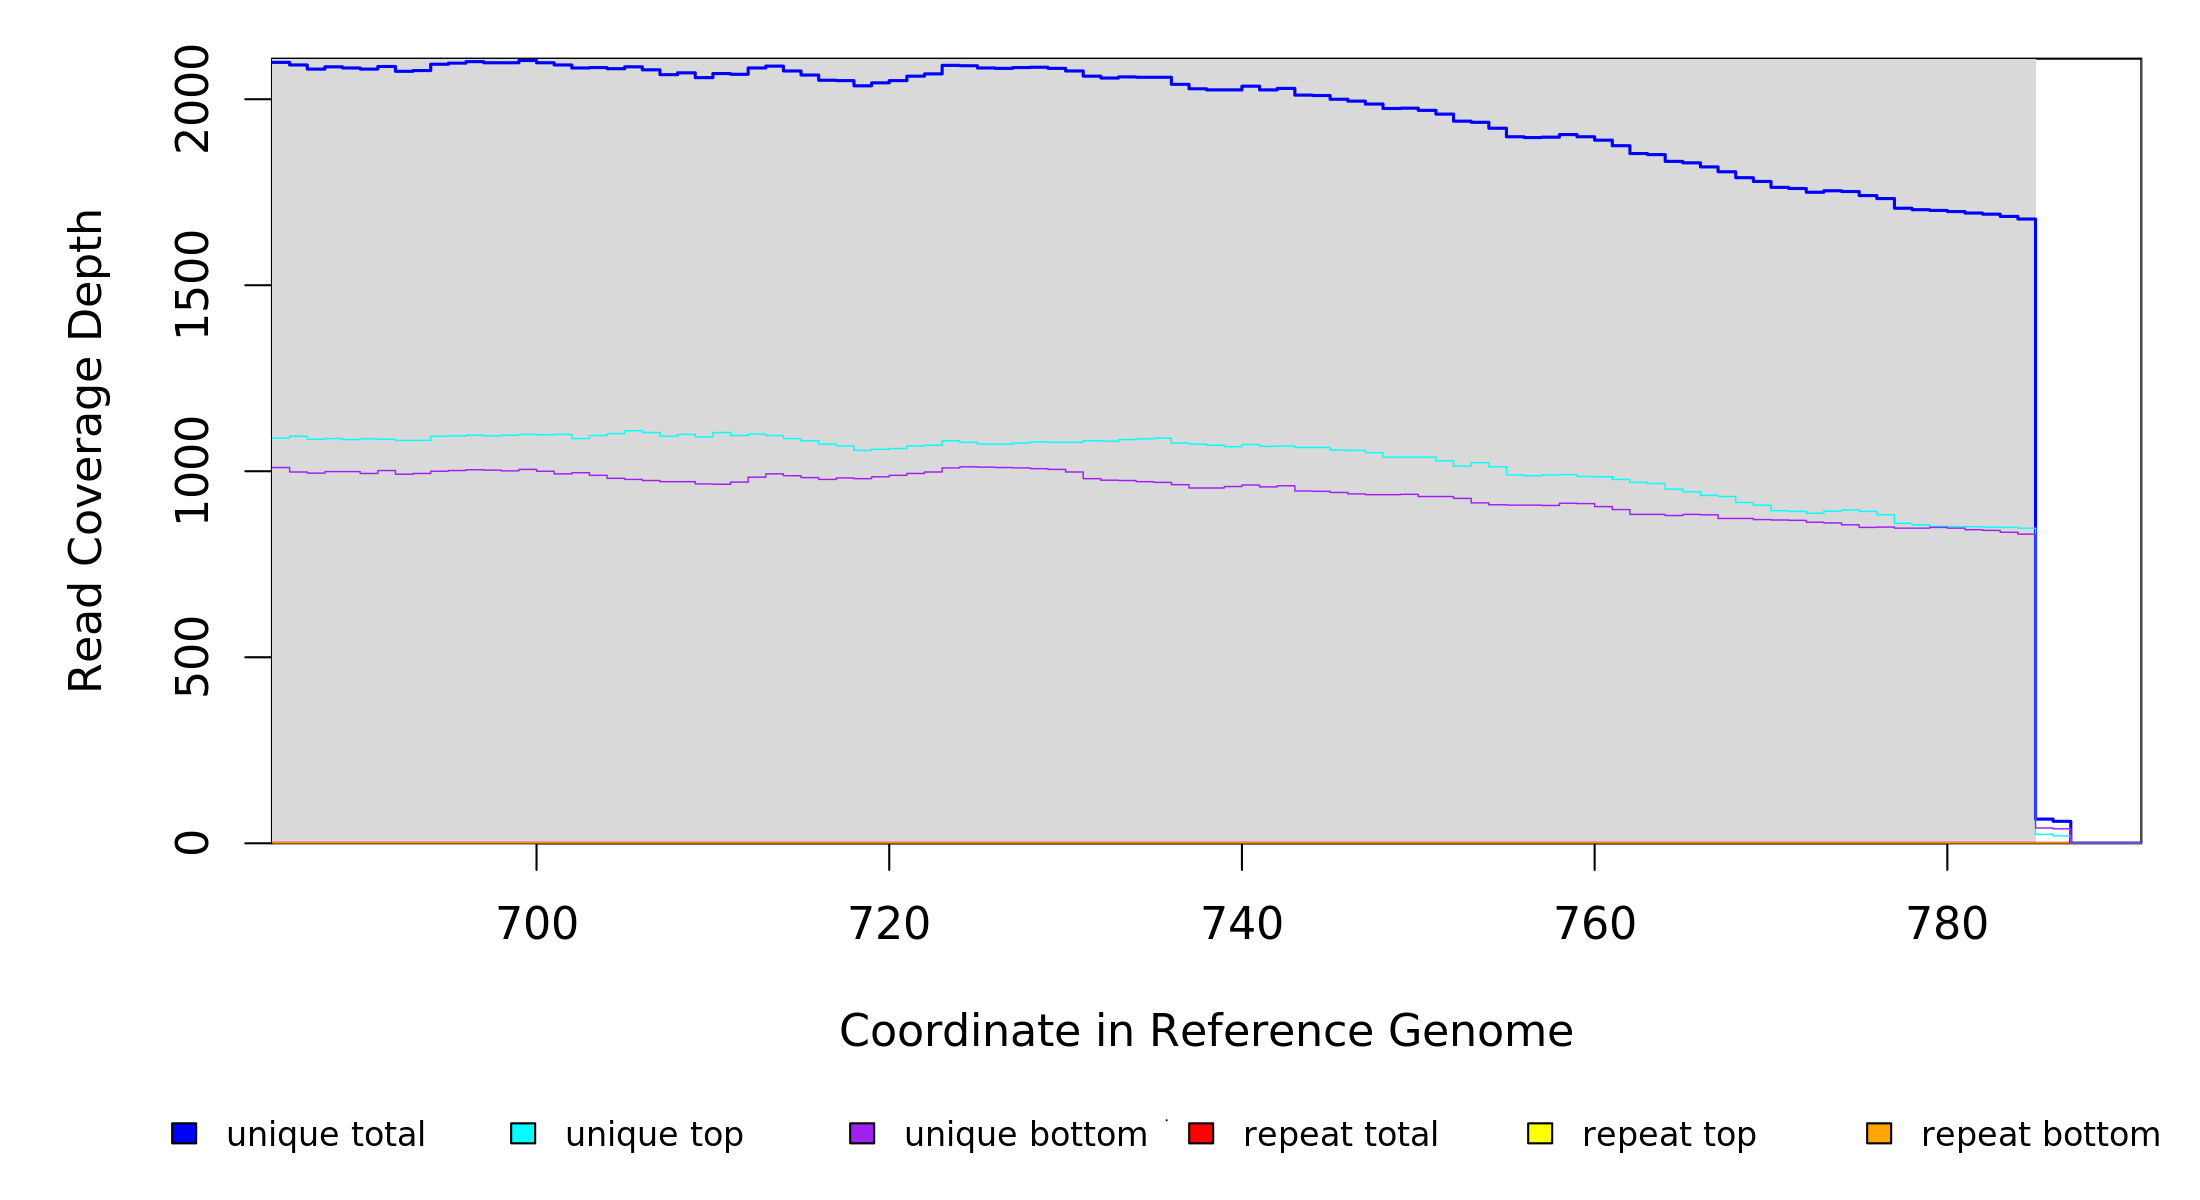 Read Coverage Depth
2000
1500
1000
500
0
700 720 740 760 780
Coordinate in Reference Genome
unique total unique top unique bottom repeat total repeat top repeat bottom